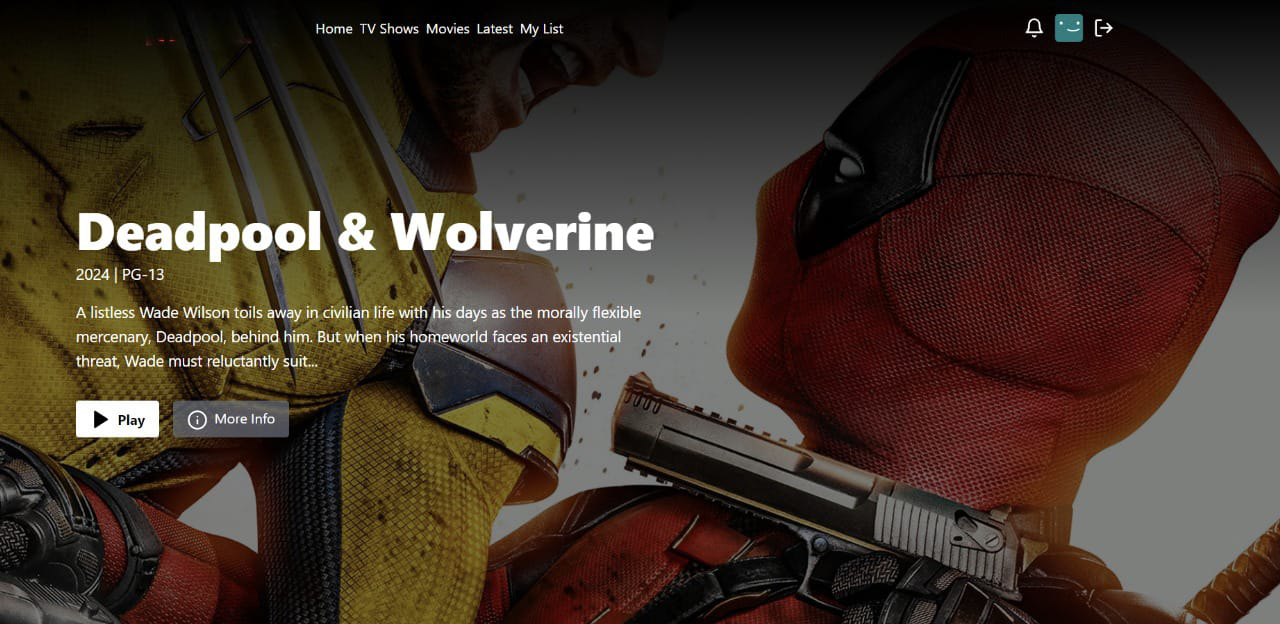 Home TV Shows Movies Latest My List
Deadpool & Wolverine
2024 | PG-13
A listless Wade Wilson toils away in civilian life with his days as the morally flexible
mercenary, Deadpool, behind him. But when his homeworld faces an existential
threat, Wade must reluctantly suit...
Play
More Info